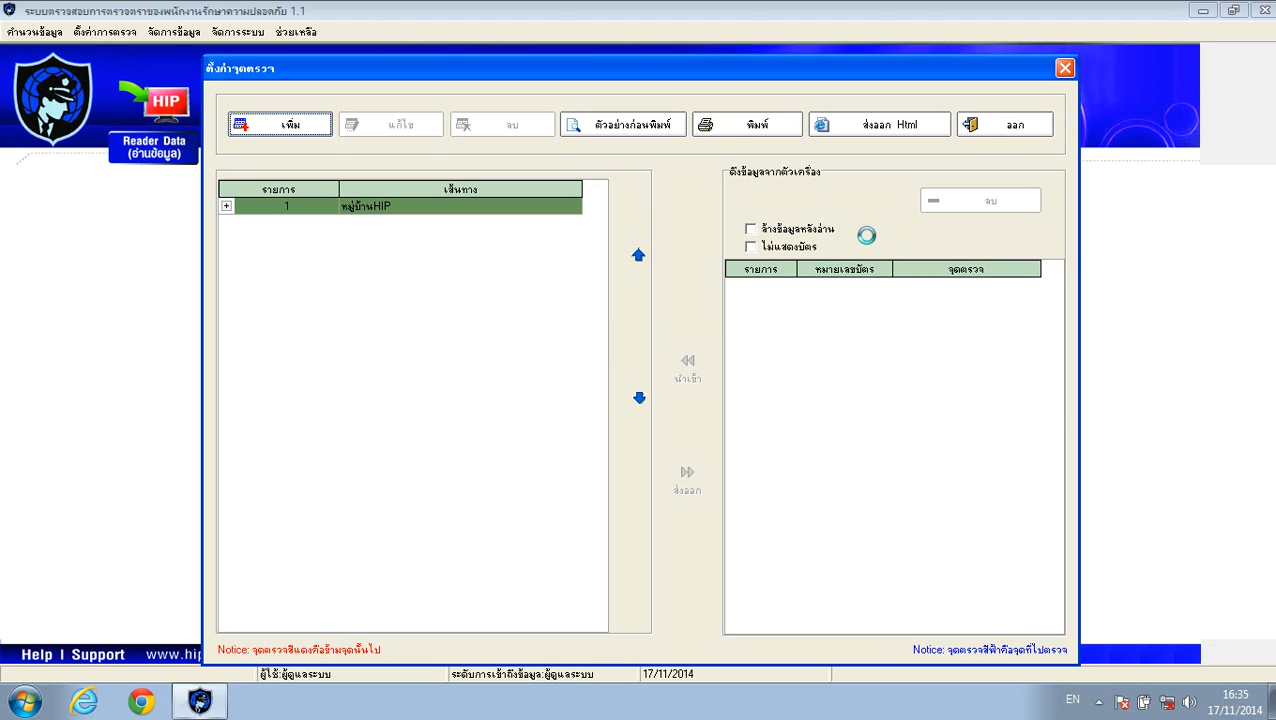 ระบบตรวจสอบการตรวจตราของพนักงานรักษาความปลอดภัย 1.1
คำนวนข้อมูล ตั้งค่าการตรวจ จัดการข้อมูล จัดการระบบ ช่วยเหลือ
ตั้งค่าจุดตรวจ
HIP
Reader Data
(อ่านข้อมูล)
เพิ่ม แก้ไข ลบ ตัวอย่างก่อนพิมพ์ พิมพ์ ส่งออก Html ออก
ดึงข้อมูลจากตัวเครื่อง
รายการ เส้นทาง
1 หมู่บ้านHIP
ลบ
ล้างข้อมูลหลังอ่าน
ไม่แสดงบัตร
รายการ หมายเลขบัตร จุดตรวจ
นำเข้า
ส่งออก
Notice: จุดตรวจสีแดงคือข้ามจุดนั้นไป
Notice: จุดตรวจสีฟ้าคือจุดที่ไปตรวจ
Help | Support www.hip
ผู้ใช้:ผู้ดูแลระบบ ระดับการเข้าถึงข้อมูล:ผู้ดูแลระบบ 17/11/2014
EN
16:35
17/11/2014